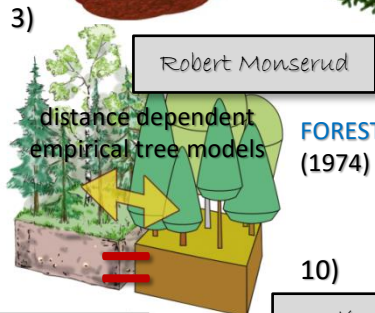 3)
Robert Monserud
distance dependent
empirical tree models
FOREST
(1974)
10)